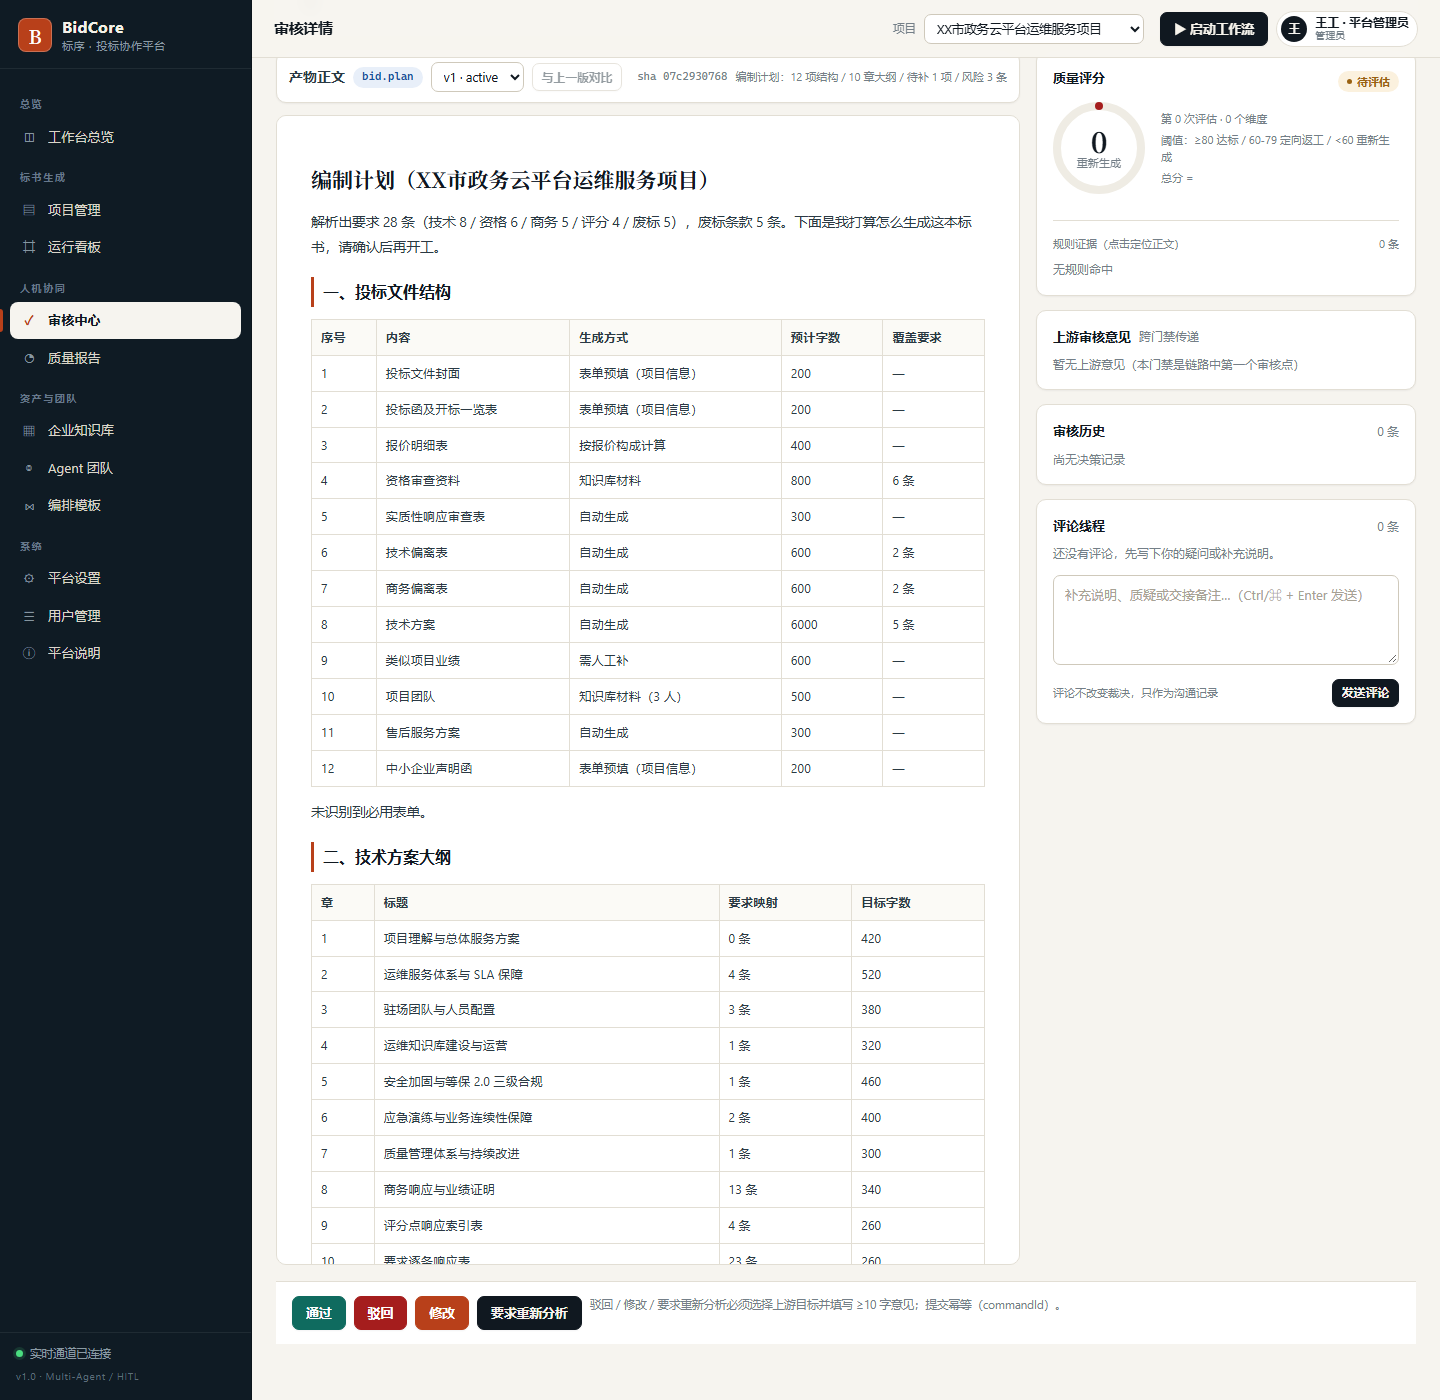 B
BidCore
标序 · 投标协作平台
总览
工作台总览
标书生成
项目管理
运行看板
人机协同
审核中心
质量报告
资产与团队
企业知识库
Agent 团队
编排模板
系统
平台设置
用户管理
平台说明
实时通道已连接
v1.0 · Multi-Agent / HITL
审核详情
项目
XX市政务云平台运维服务项目
▶ 启动工作流
王
王工 · 平台管理员
管理员
产物正文
bid.plan
v1 · active
与上一版对比
sha 07c2930768
编制计划：12 项结构 / 10 章大纲 / 待补 1 项 / 风险 3 条
编制计划（XX市政务云平台运维服务项目）
解析出要求 28 条（技术 8 / 资格 6 / 商务 5 / 评分 4 / 废标 5），废标条款 5 条。下面是我打算怎么生成这本标
书，请确认后再开工。
一、投标文件结构
序号 内容 生成方式 预计字数 覆盖要求
1 投标文件封面 表单预填（项目信息） 200 —
2 投标函及开标一览表 表单预填（项目信息） 200 —
3 报价明细表 按报价构成计算 400 —
4 资格审查资料 知识库材料 800 6 条
5 实质性响应审查表 自动生成 300 —
6 技术偏离表 自动生成 600 2 条
7 商务偏离表 自动生成 600 2 条
8 技术方案 自动生成 6000 5 条
9 类似项目业绩 需人工补 600 —
10 项目团队 知识库材料（3 人） 500 —
11 售后服务方案 自动生成 300 —
12 中小企业声明函 表单预填（项目信息） 200 —
未识别到必用表单。
二、技术方案大纲
章 标题 要求映射 目标字数
1 项目理解与总体服务方案 0 条 420
2 运维服务体系与 SLA 保障 4 条 520
3 驻场团队与人员配置 3 条 380
4 运维知识库建设与运营 1 条 320
5 安全加固与等保 2.0 三级合规 1 条 460
6 应急演练与业务连续性保障 2 条 400
7 质量管理体系与持续改进 1 条 300
8 商务响应与业绩证明 13 条 340
9 评分点响应索引表 4 条 260
10 要求逐条响应表 23 条 260
质量评分
待评估
0
重新生成
第 0 次评估 · 0 个维度
阈值：≥80 达标 / 60-79 定向返工 / <60 重新生
成
总分 =
规则证据（点击定位正文）
0 条
无规则命中
上游审核意见 跨门禁传递
暂无上游意见（本门禁是链路中第一个审核点）
审核历史
0 条
尚无决策记录
评论线程
0 条
还没有评论，先写下你的疑问或补充说明。
补充说明、质疑或交接备注...（Ctrl/⌘ + Enter 发送）
评论不改变裁决，只作为沟通记录
发送评论
通过
驳回
修改
要求重新分析
驳回 / 修改 / 要求重新分析必须选择上游目标并填写 ≥10 字意见；提交幂等（commandId）。